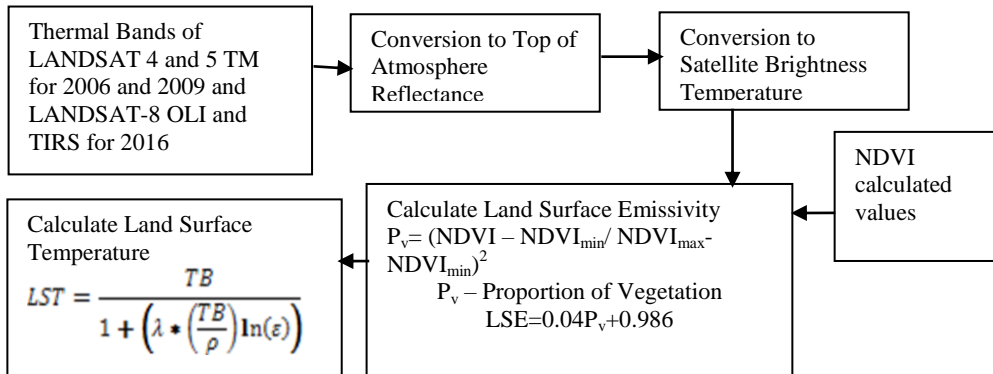 Thermal Bands of
LANDSAT 4 and 5 TM
for 2006 and 2009 and
LANDSAT-8 OLI and
TIRS for 2016
Conversion to Top of
Atmosphere
Reflectance
Conversion to
Satellite Brightness
Temperature
NDVI
calculated
values
Calculate Land Surface Emissivity
Pv= (NDVI – NDVImin/ NDVImax-
NDVImin)2
Pv – Proportion of Vegetation
LSE=0.04Pv+0.986
Calculate Land Surface
Temperature
LST = TB / 1 + (λ * (TB/ρ) ln(ε))